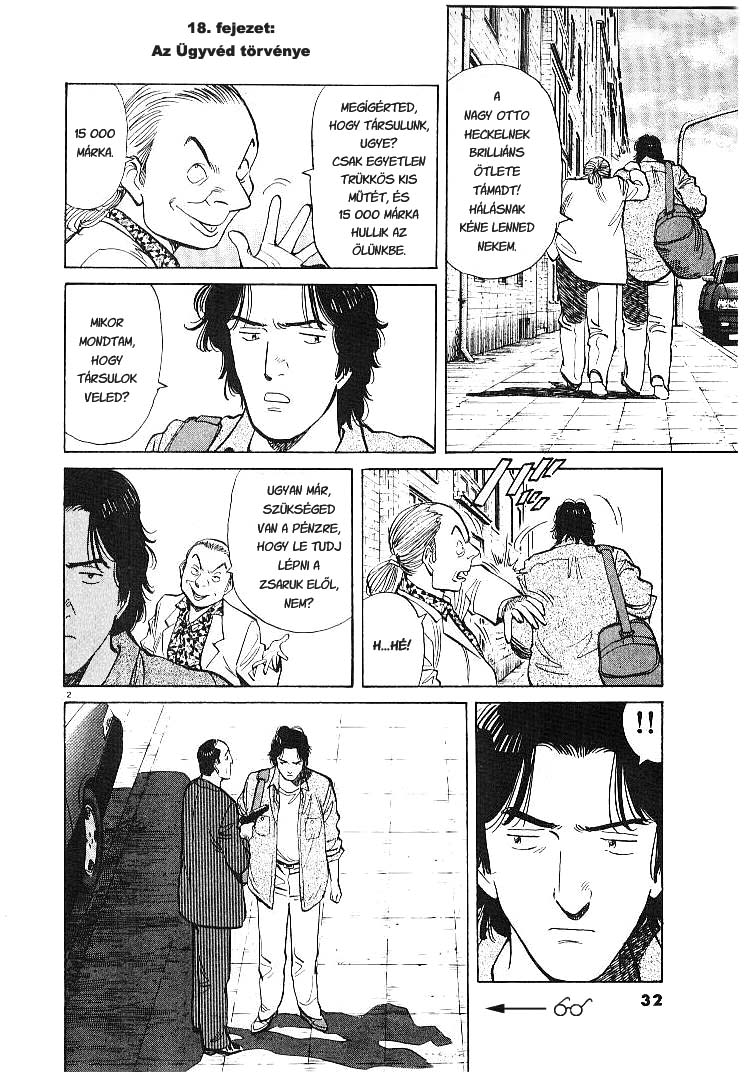 18. fejezet:
Az Ügyvéd törvénye
A
NAGY OTTO
HECKELNEK
BRILLIÁNS
ÖTLETE
TÁMADT!
HÁLÁSNAK
KÉNE LENNED
NEKEM.
MEGÍGÉRTED,
HOGY TÁRSULUNK,
UGYE?
CSAK EGYETLEN
TRÜKKÖS KIS
MŰTÉT, ÉS
15 000 MÁRKA
HULLIK AZ
ÖLÜNKBE.
15 000
MÁRKA.
MIKOR
MONDTAM,
HOGY
TÁRSULOK
VELED?
UGYAN MÁR,
SZÜKSÉGED
VAN A PÉNZRE,
HOGY LE TUDJ
LÉPNI A
ZSARUK ELŐL,
NEM?
H...HÉ!
2
!!
32